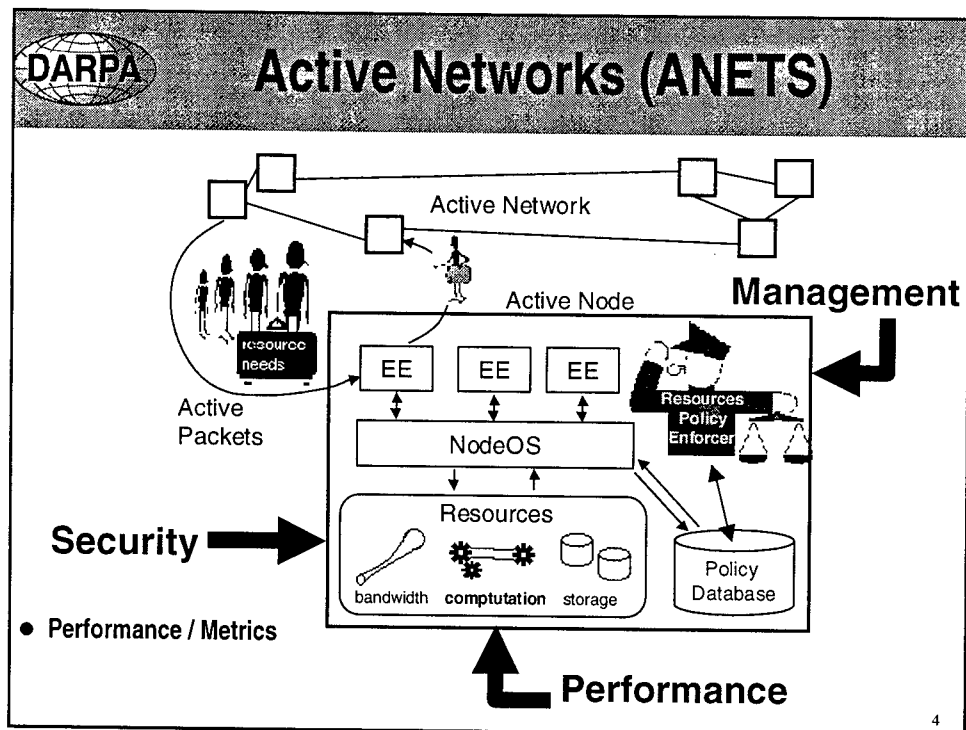 DARPA
Active Networks (ANETS)
Active Network
Active Node
Management
resource
needs
EE
EE
EE
Resources
Policy
Enforcer
Active
Packets
NodeOS
Resources
Security
bandwidth
comptutation
storage
Policy
Database
● Performance / Metrics
Performance
4